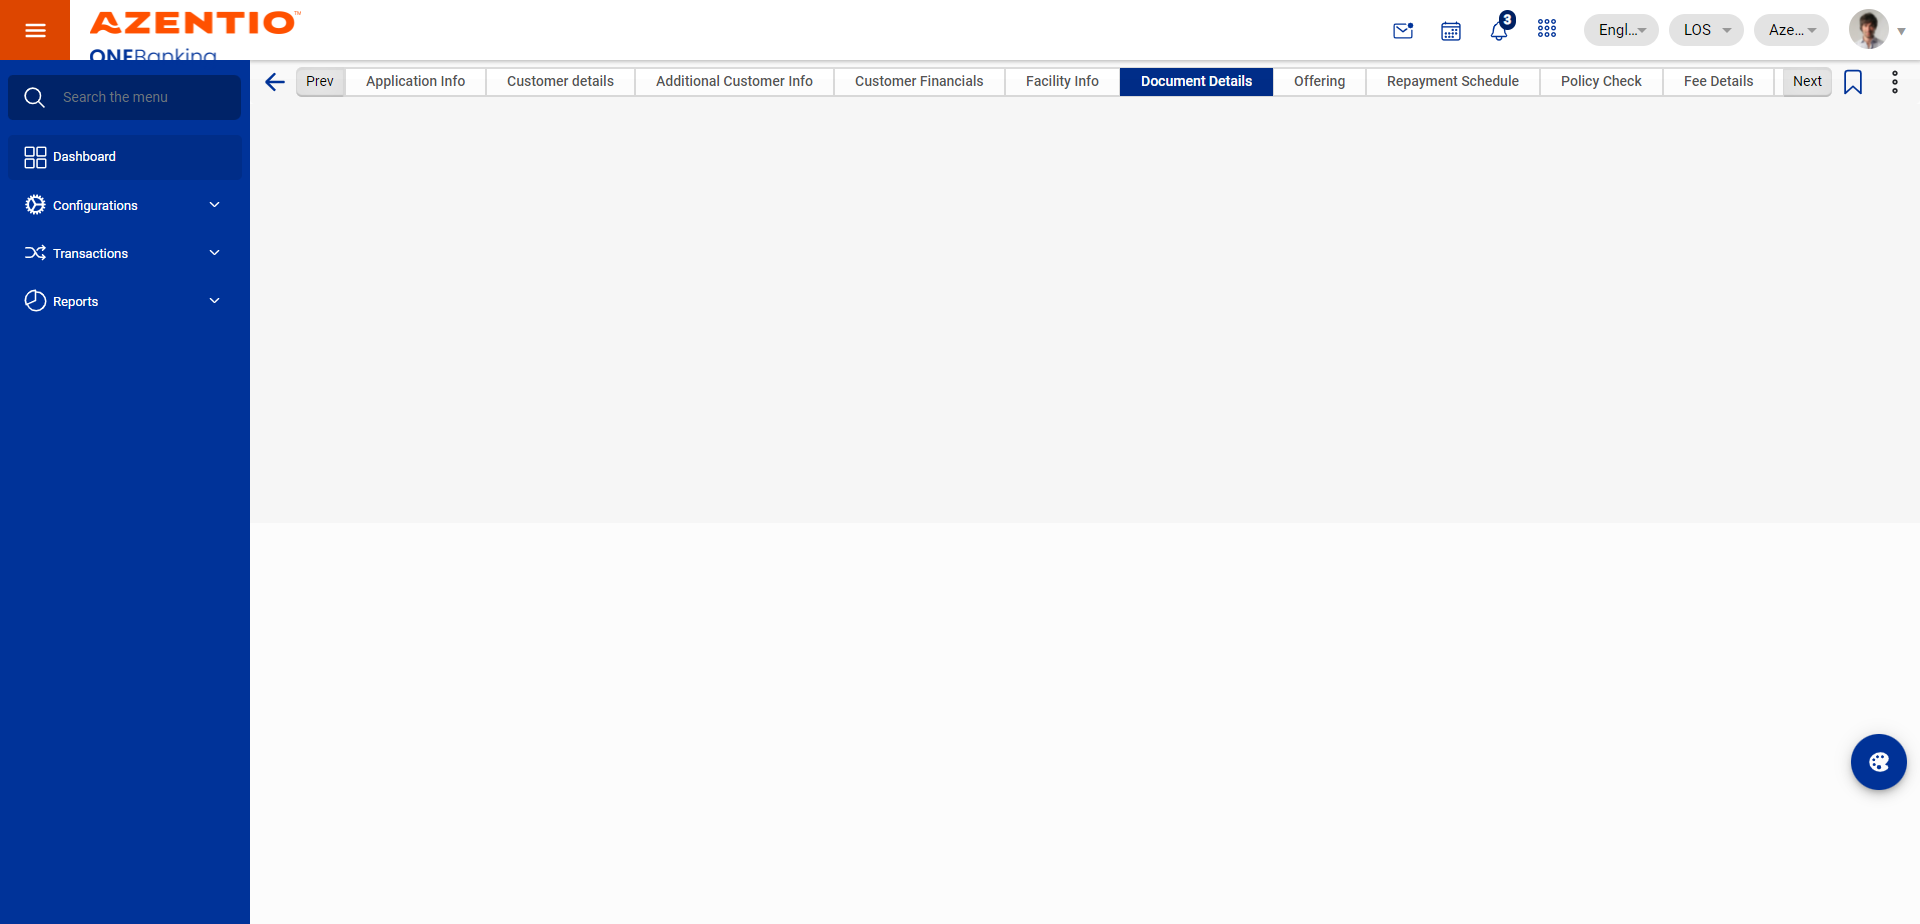 AZENTIO™
ONEBanking
3
Engl...
LOS
Aze...
Search the menu
Dashboard
Configurations
Transactions
Reports
Prev
Application Info
Customer details
Additional Customer Info
Customer Financials
Facility Info
Document Details
Offering
Repayment Schedule
Policy Check
Fee Details
Next